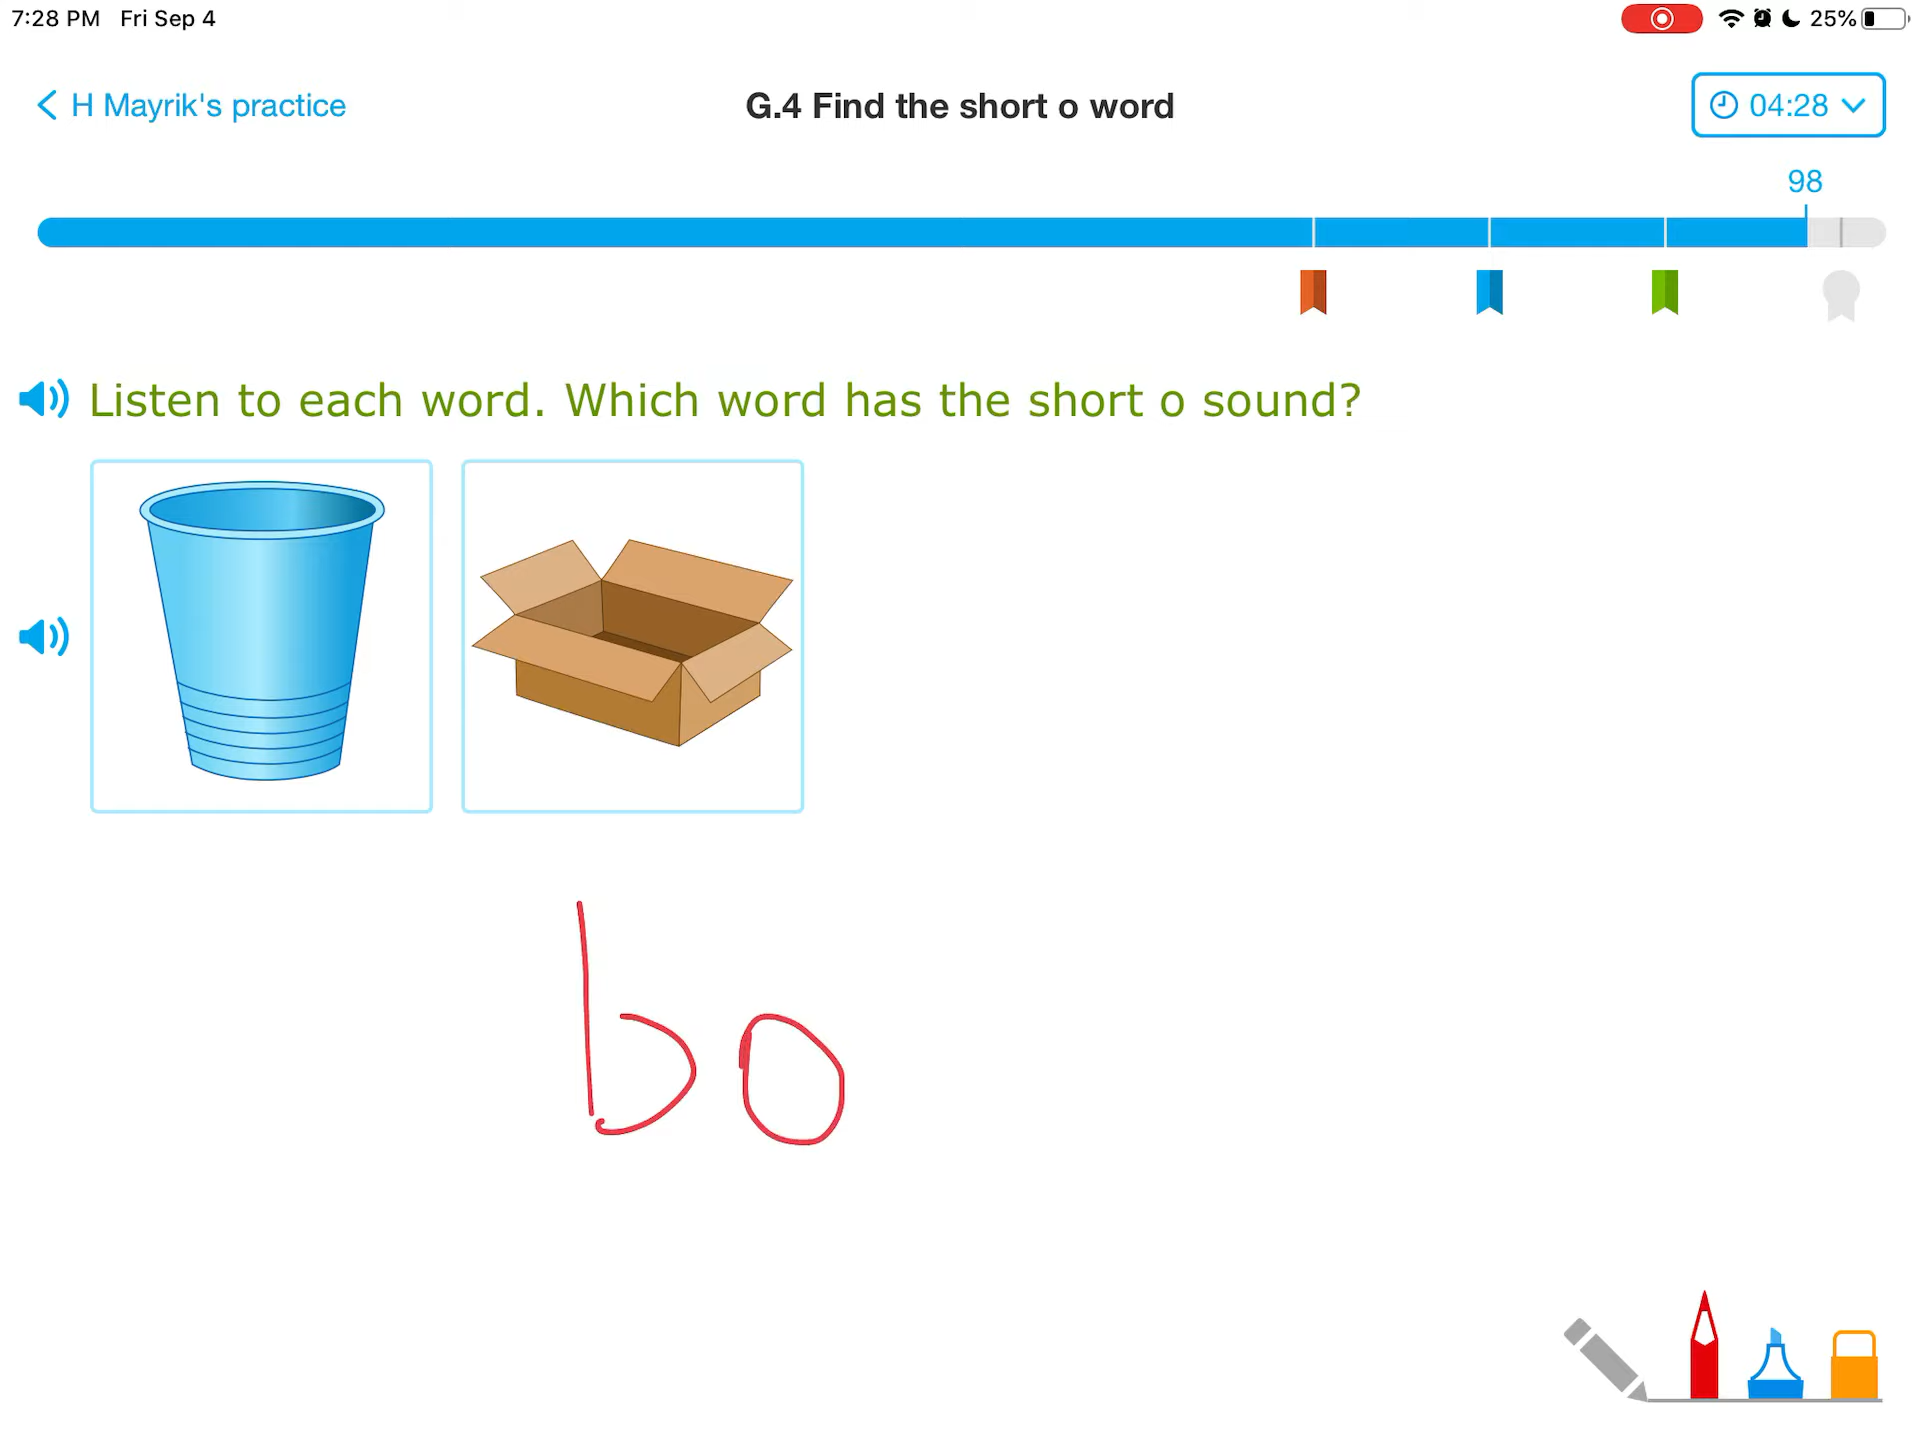 7:28 PM Fri Sep 4 25%
H Mayrik's practice G.4 Find the short o word 04:28
98
Listen to each word. Which word has the short o sound?
bo